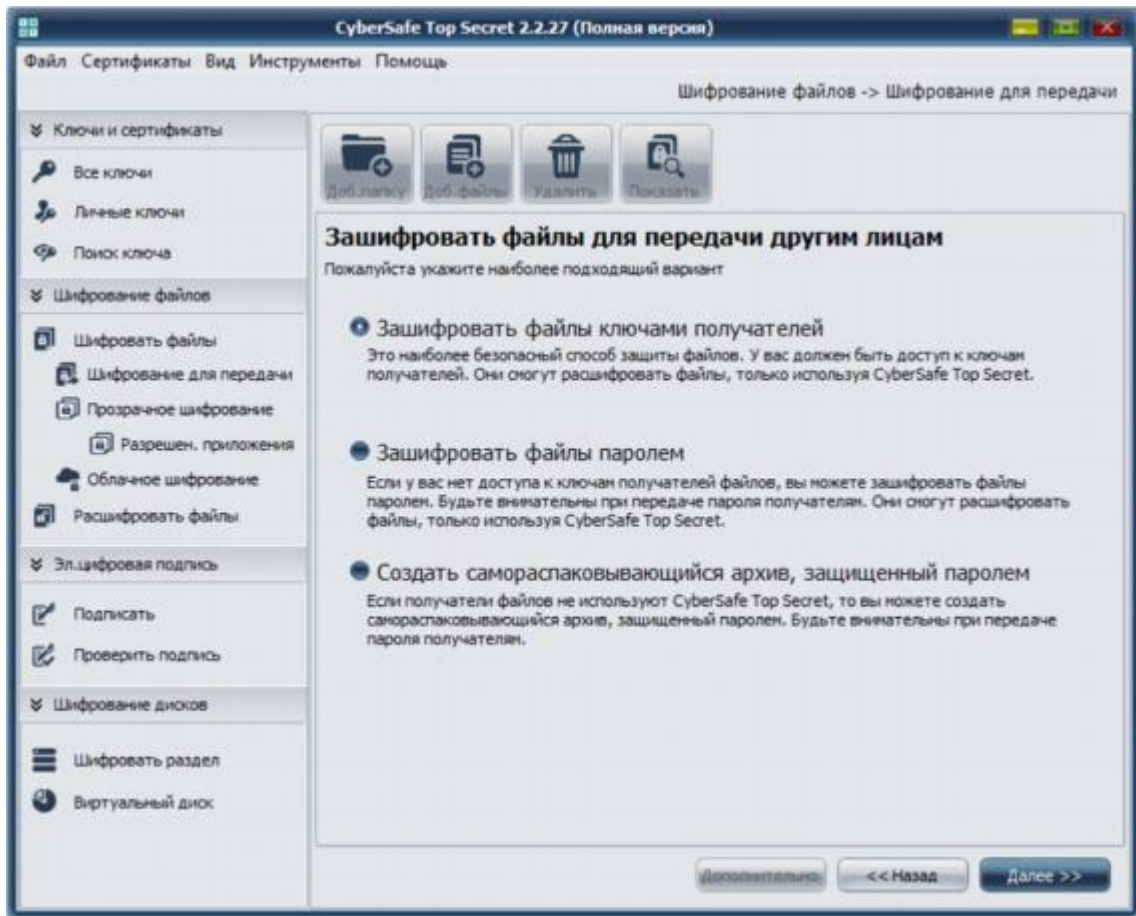 CyberSafe Top Secret 2.2.27 (Полная версия)
Файл Сертификаты Вид Инструменты Помощь
Шифрование файлов -> Шифрование для передачи
Ключи и сертификаты
Все ключи
Личные ключи
Поиск ключа
Шифрование файлов
Шифровать файлы
Шифрование для передачи
Прозрачное шифрование
Разрешен. приложения
Облачное шифрование
Расшифровать файлы
Эл.цифровая подпись
Подписать
Проверить подпись
Шифрование дисков
Шифровать раздел
Виртуальный диск
Доб.папку Доб.файлы Удалить Показать
Зашифровать файлы для передачи другим лицам
Пожалуйста укажите наиболее подходящий вариант
Зашифровать файлы ключами получателей
Это наиболее безопасный способ защиты файлов. У вас должен быть доступ к ключам
получателей. Они смогут расшифровать файлы, только используя CyberSafe Top Secret.
Зашифровать файлы паролем
Если у вас нет доступа к ключам получателей файлов, вы можете зашифровать файлы
паролем. Будьте внимательны при передаче пароля получателям. Они смогут расшифровать
файлы, только используя CyberSafe Top Secret.
Создать самораспаковывающийся архив, защищенный паролем
Если получатели файлов не используют CyberSafe Top Secret, то вы можете создать
самораспаковывающийся архив, защищенный паролем. Будьте внимательны при передаче
пароля получателям.
Дополнительно << Назад Далее >>